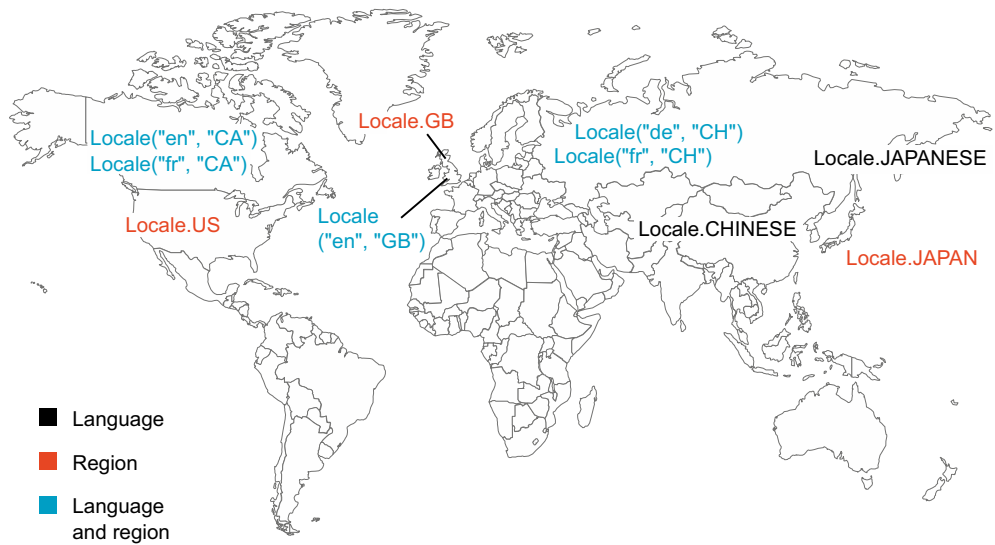 Locale.GB
Locale("en", "CA")
Locale("fr", "CA")
Locale("de", "CH")
Locale("fr", "CH")
Locale.JAPANESE
Locale.US
Locale
("en", "GB")
Locale.CHINESE
Locale.JAPAN
Language
Region
Language
and region